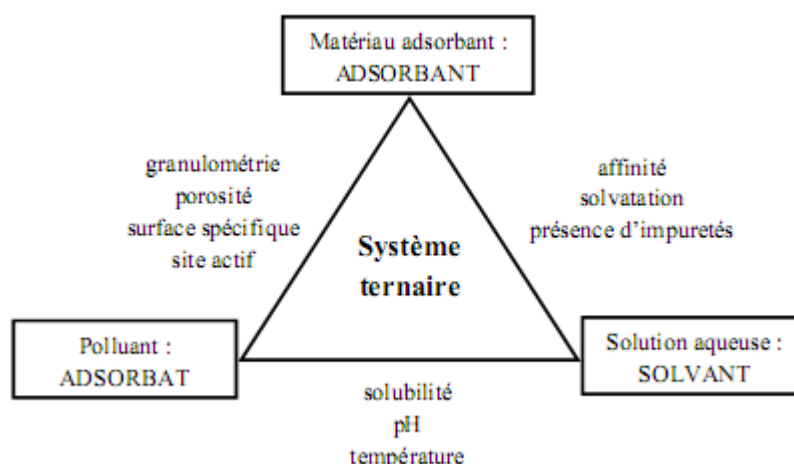 Matériau adsorbant :
ADSORBANT
granulométrie
porosité
surface spécifique
site actif
affinité
solvatation
présence d'impuretés
Système
ternaire
Polluant :
ADSORBAT
Solution aqueuse :
SOLVANT
solubilité
pH
température